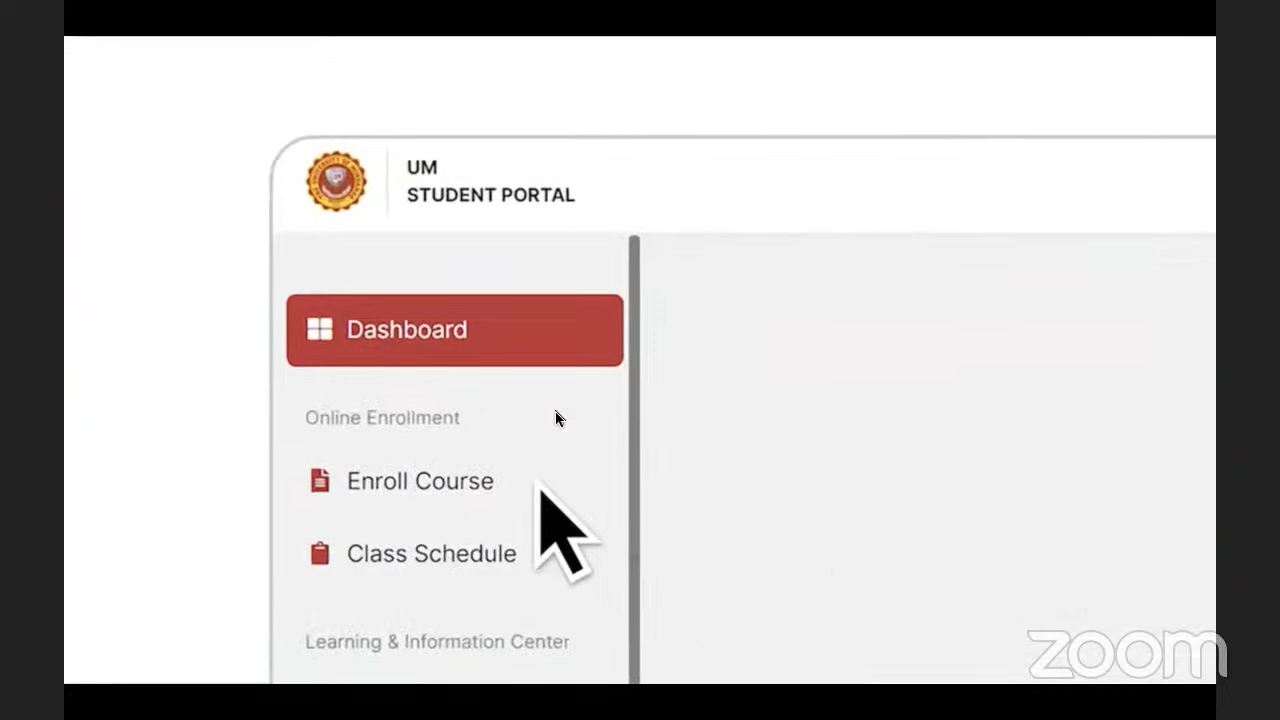 UM
STUDENT PORTAL
Dashboard
Online Enrollment
Enroll Course
Class Schedule
Learning & Information Center
zoom